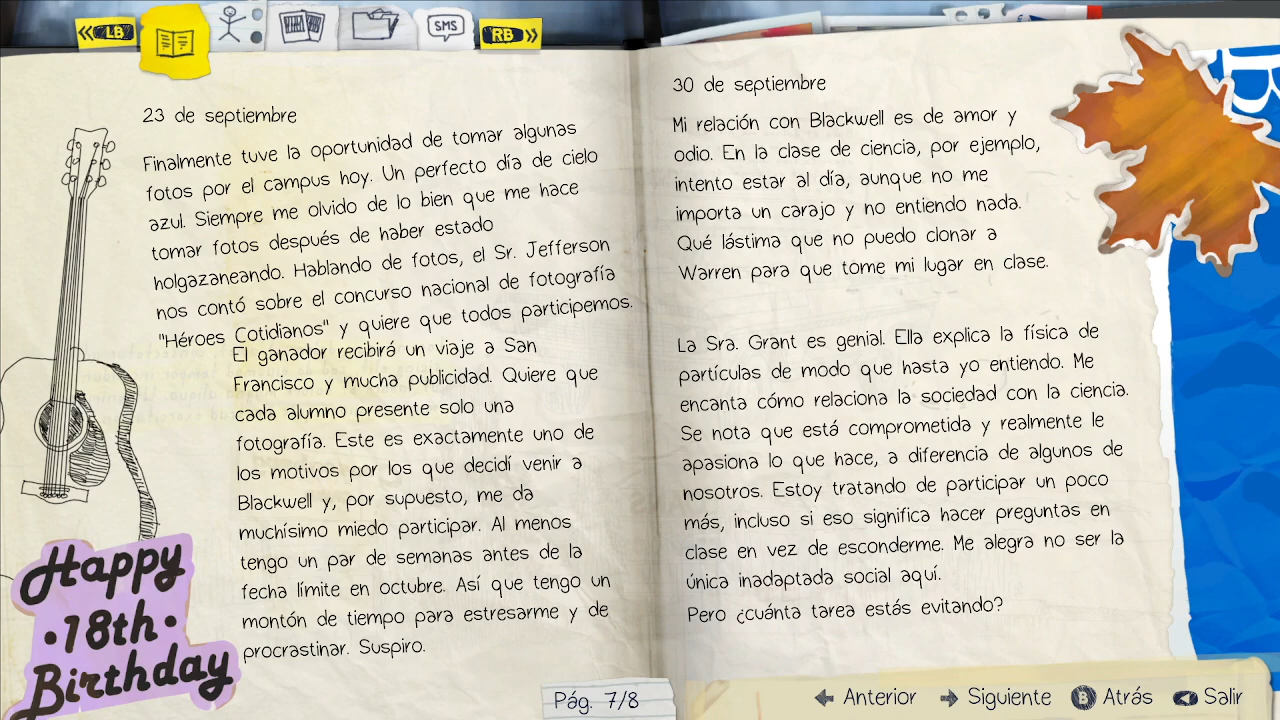 LB
SMS
RB
23 de septiembre
Finalmente tuve la oportunidad de tomar algunas
fotos por el campus hoy. Un perfecto día de cielo
azul. Siempre me olvido de lo bien que me hace
tomar fotos después de haber estado
holgazaneando. Hablando de fotos, el Sr. Jefferson
nos contó sobre el concurso nacional de fotografía
"Héroes Cotidianos" y quiere que todos participemos.
El ganador recibirá un viaje a San
Francisco y mucha publicidad. Quiere que
cada alumno presente solo una
fotografía. Este es exactamente uno de
los motivos por los que decidí venir a
Blackwell y, por supuesto, me da
muchísimo miedo participar. Al menos
tengo un par de semanas antes de la
fecha límite en octubre. Así que tengo un
montón de tiempo para estresarme y de
procrastinar. Suspiro.
Happy
•18th•
Birthday
30 de septiembre
Mi relación con Blackwell es de amor y
odio. En la clase de ciencia, por ejemplo,
intento estar al día, aunque no me
importa un carajo y no entiendo nada.
Qué lástima que no puedo clonar a
Warren para que tome mi lugar en clase.
La Sra. Grant es genial. Ella explica la física de
partículas de modo que hasta yo entiendo. Me
encanta cómo relaciona la sociedad con la ciencia.
Se nota que está comprometida y realmente le
apasiona lo que hace, a diferencia de algunos de
nosotros. Estoy tratando de participar un poco
más, incluso si eso significa hacer preguntas en
clase en vez de esconderme. Me alegra no ser la
única inadaptada social aquí.
Pero ¿cuánta tarea estás evitando?
B
Pág. 7/8
Anterior
Siguiente
B Atrás
Salir